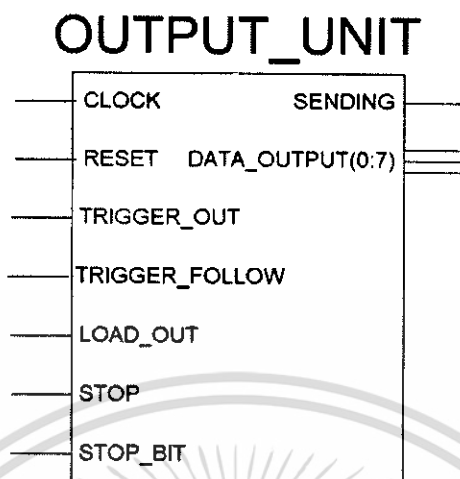 OUTPUT_UNIT
CLOCK SENDING
RESET DATA_OUTPUT(0:7)
TRIGGER_OUT
TRIGGER_FOLLOW
LOAD_OUT
STOP
STOP_BIT